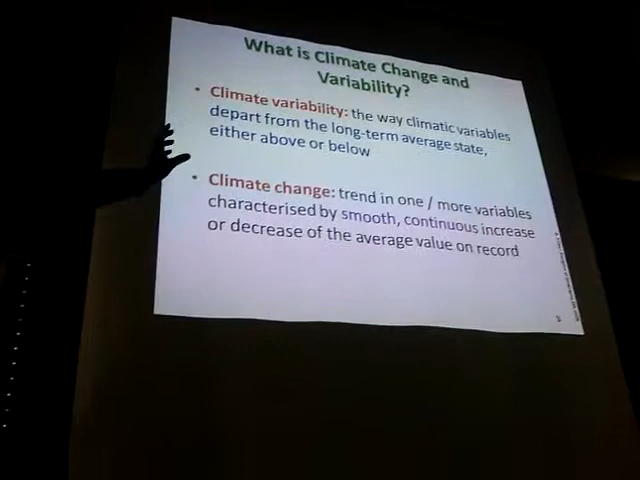 What is Climate Change and
Variability?
• Climate variability: the way climatic variables
depart from the long-term average state,
either above or below
• Climate change: trend in one / more variables
characterised by smooth, continuous increase
or decrease of the average value on record